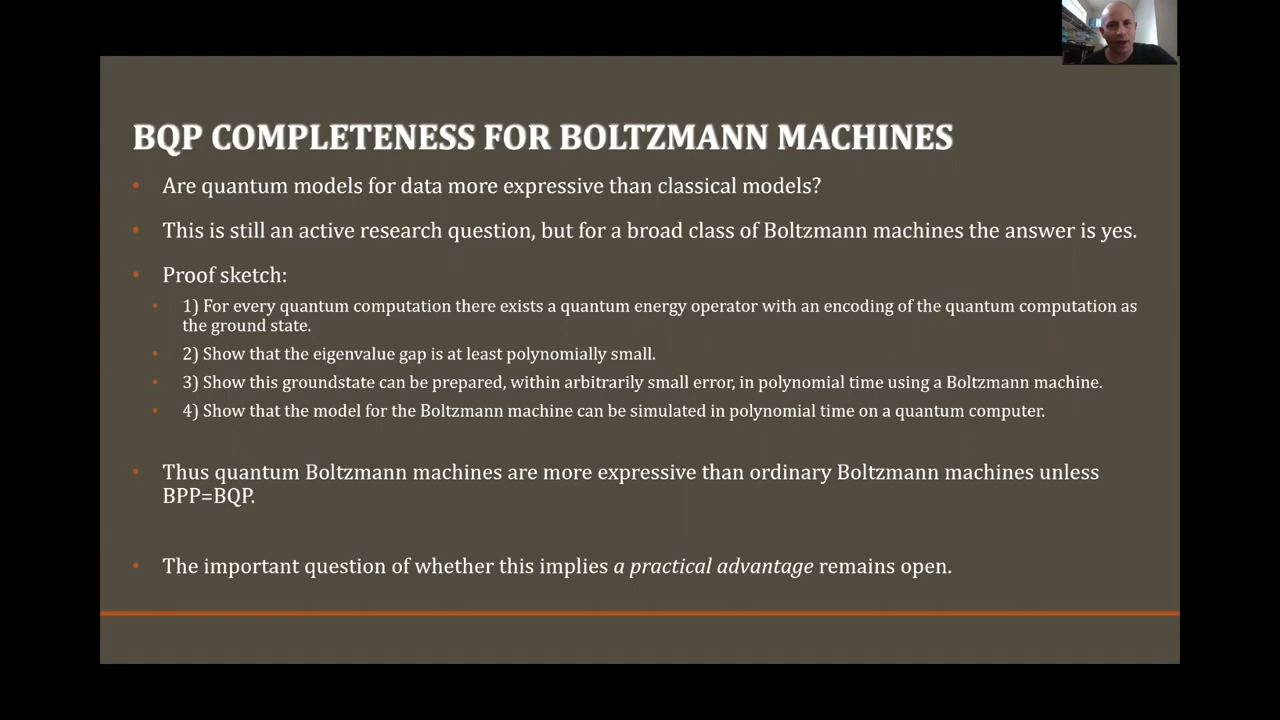 BQP COMPLETENESS FOR BOLTZMANN MACHINES
Are quantum models for data more expressive than classical models?
This is still an active research question, but for a broad class of Boltzmann machines the answer is yes.
Proof sketch:
1) For every quantum computation there exists a quantum energy operator with an encoding of the quantum computation as
the ground state.
2) Show that the eigenvalue gap is at least polynomially small.
3) Show this groundstate can be prepared, within arbitrarily small error, in polynomial time using a Boltzmann machine.
4) Show that the model for the Boltzmann machine can be simulated in polynomial time on a quantum computer.
Thus quantum Boltzmann machines are more expressive than ordinary Boltzmann machines unless
BPP=BQP.
The important question of whether this implies a practical advantage remains open.